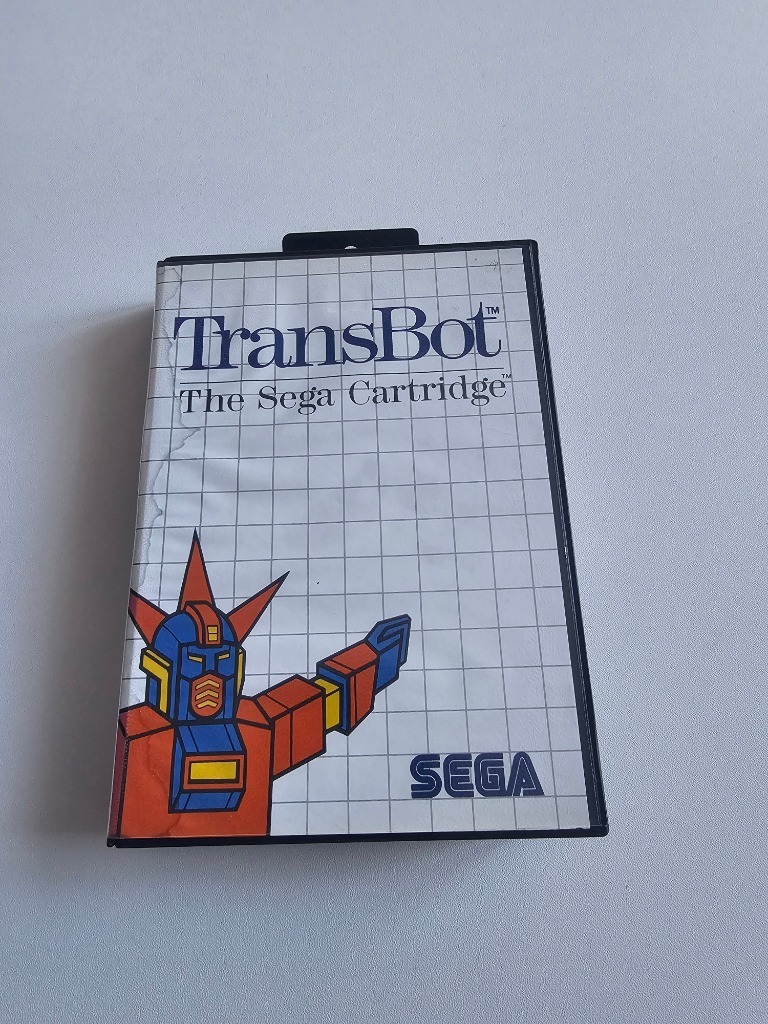 TransBot™
The Sega Cartridge™
SEGA